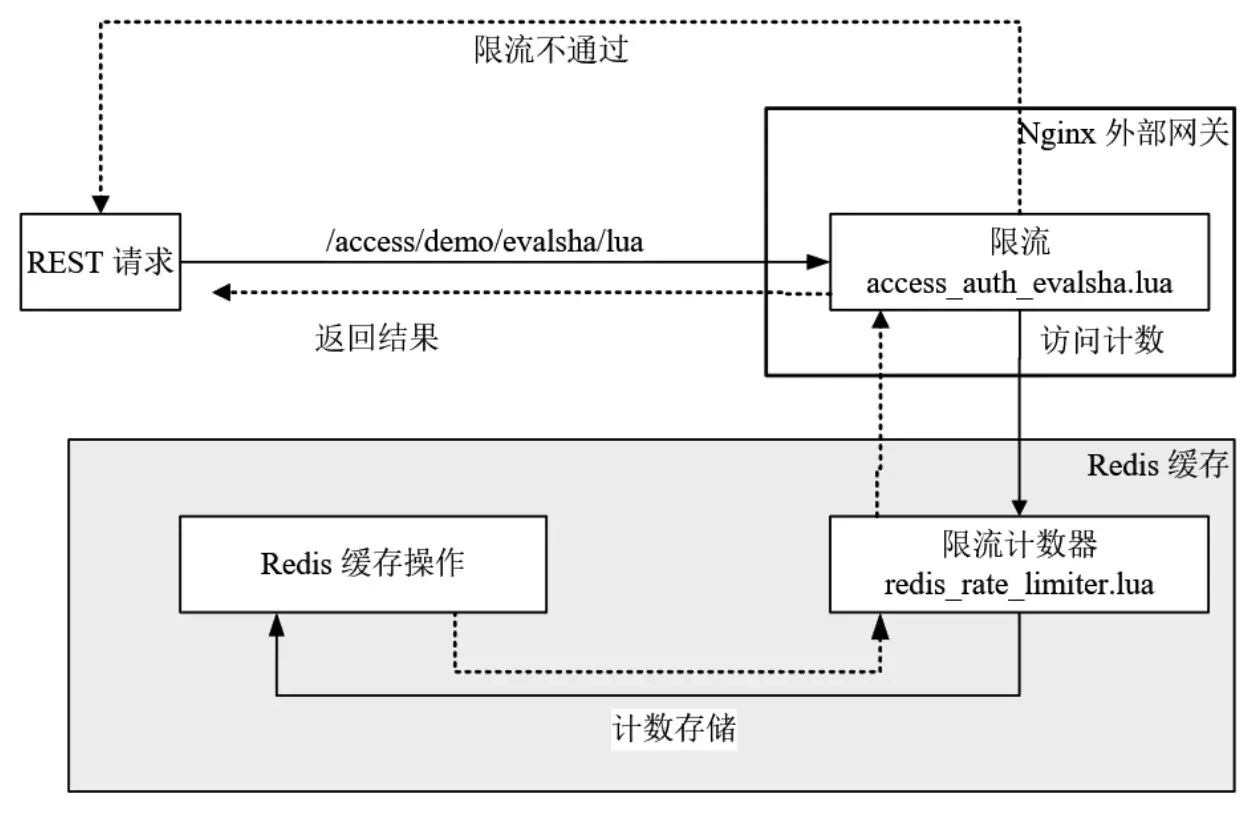 限流不通过
Nginx 外部网关
REST 请求
/access/demo/evalsha/lua
限流
access_auth_evalsha.lua
返回结果
访问计数
Redis 缓存
Redis 缓存操作
限流计数器
redis_rate_limiter.lua
计数存储